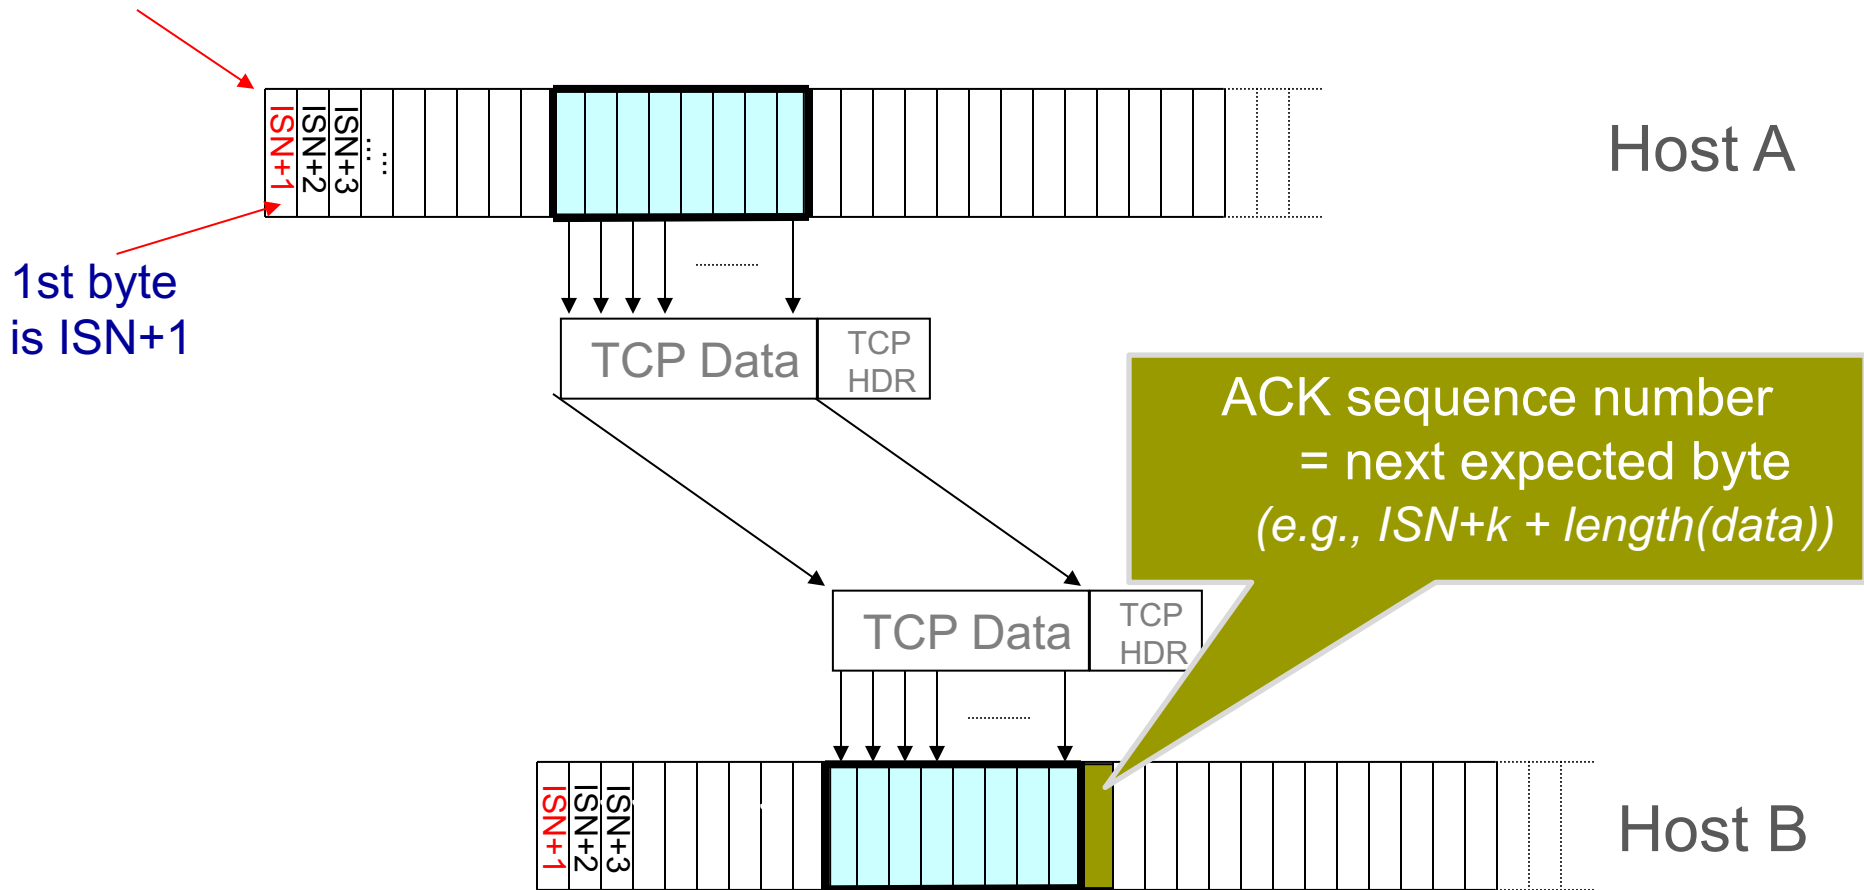 ISN+1
ISN+2
ISN+3
...
...
Host A
1st byte
is ISN+1
TCP Data
TCP
HDR
ACK sequence number
= next expected byte
(e.g., ISN+k + length(data))
TCP Data
TCP
HDR
ISN+1
ISN+2
ISN+3
Host B